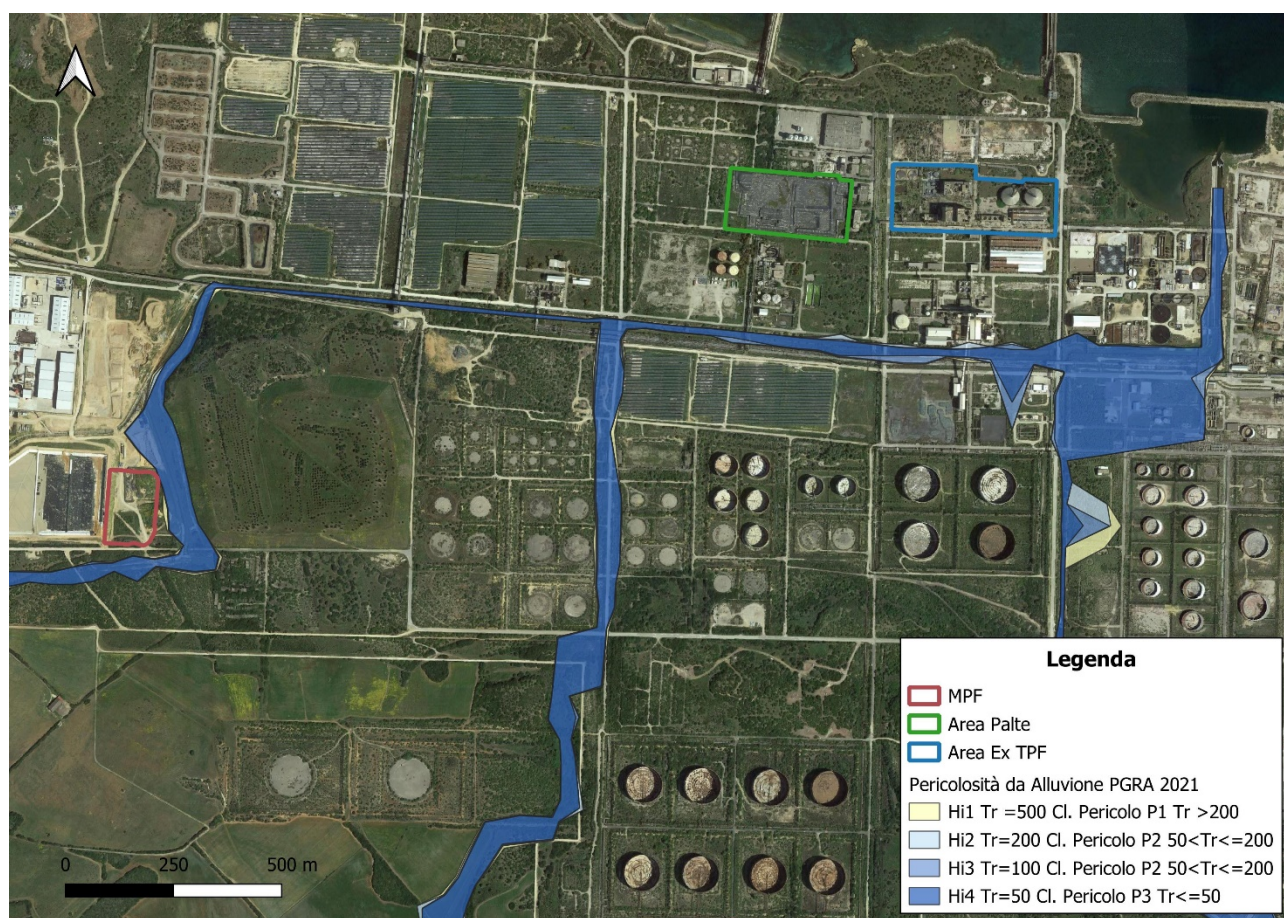 Legenda
MPF
Area Palte
Area Ex TPF
Pericolosità da Alluvione PGRA 2021
Hi1 Tr =500 Cl. Pericolo P1 Tr >200
Hi2 Tr=200 Cl. Pericolo P2 50<Tr<=200
Hi3 Tr=100 Cl. Pericolo P2 50<Tr<=200
Hi4 Tr=50 Cl. Pericolo P3 Tr<=50
0 250 500 m